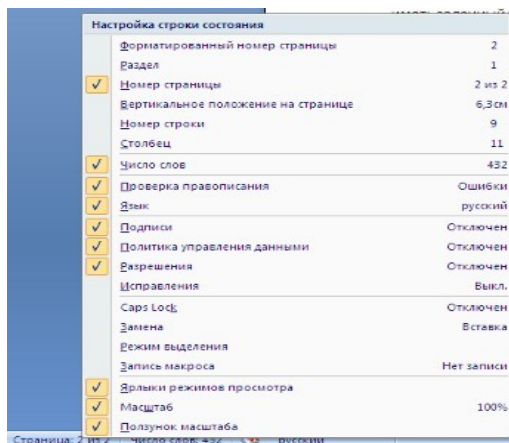 Настройка строки состояния
Форматированный номер страницы 2
Раздел 1
Номер страницы 2 из 2
Вертикальное положение на странице 6,3см
Номер строки 9
Столбец 11
Число слов 432
Проверка правописания Ошибки
Язык русский
Подписи Отключен
Политика управления данными Отключен
Разрешения Отключен
Исправления Выкл.
Caps Lock Отключен
Замена Вставка
Режим выделения
Запись макроса Нет записи
Ярлыки режимов просмотра
Масштаб 100%
Ползунок масштаба
Страница: 2 из 2 Число слов: 432 русский